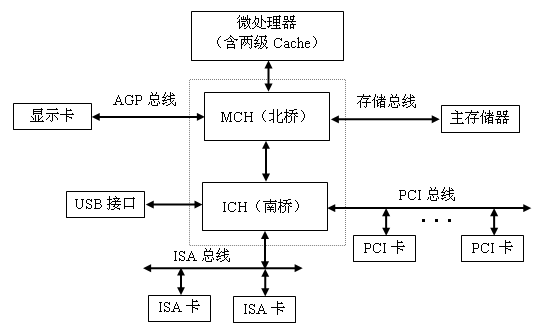 微处理器
（含两级 Cache）
AGP 总线
存储总线
显示卡
MCH（北桥）
主存储器
USB 接口
ICH（南桥）
PCI 总线
···
PCI 卡
PCI 卡
ISA 总线
ISA 卡
ISA 卡